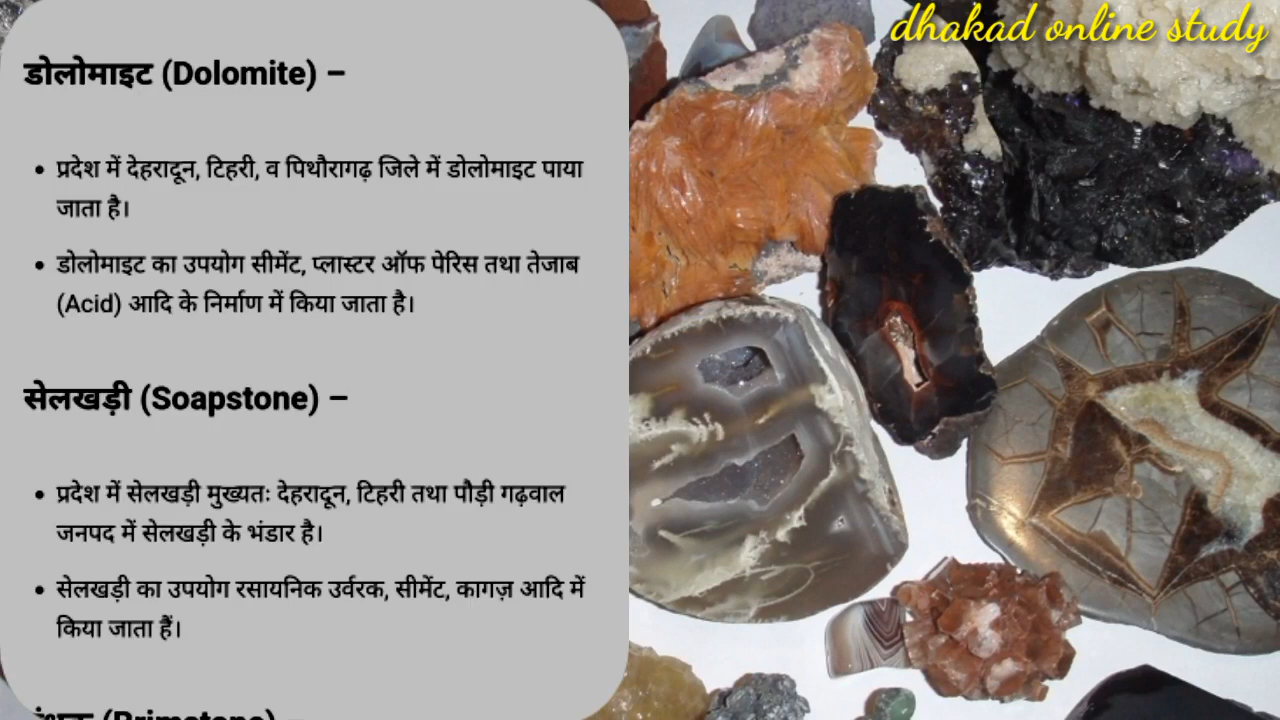 dhakad online study
डोलोमाइट (Dolomite) –
• प्रदेश में देहरादून, टिहरी, व पिथौरागढ़ जिले में डोलोमाइट पाया
जाता है।
• डोलोमाइट का उपयोग सीमेंट, प्लास्टर ऑफ पेरिस तथा तेजाब
(Acid) आदि के निर्माण में किया जाता है।
सेलखड़ी (Soapstone) –
• प्रदेश में सेलखड़ी मुख्यतः देहरादून, टिहरी तथा पौड़ी गढ़वाल
जनपद में सेलखड़ी के भंडार है।
• सेलखड़ी का उपयोग रसायनिक उर्वरक, सीमेंट, कागज़ आदि में
किया जाता हैं।
(Brimstone) –